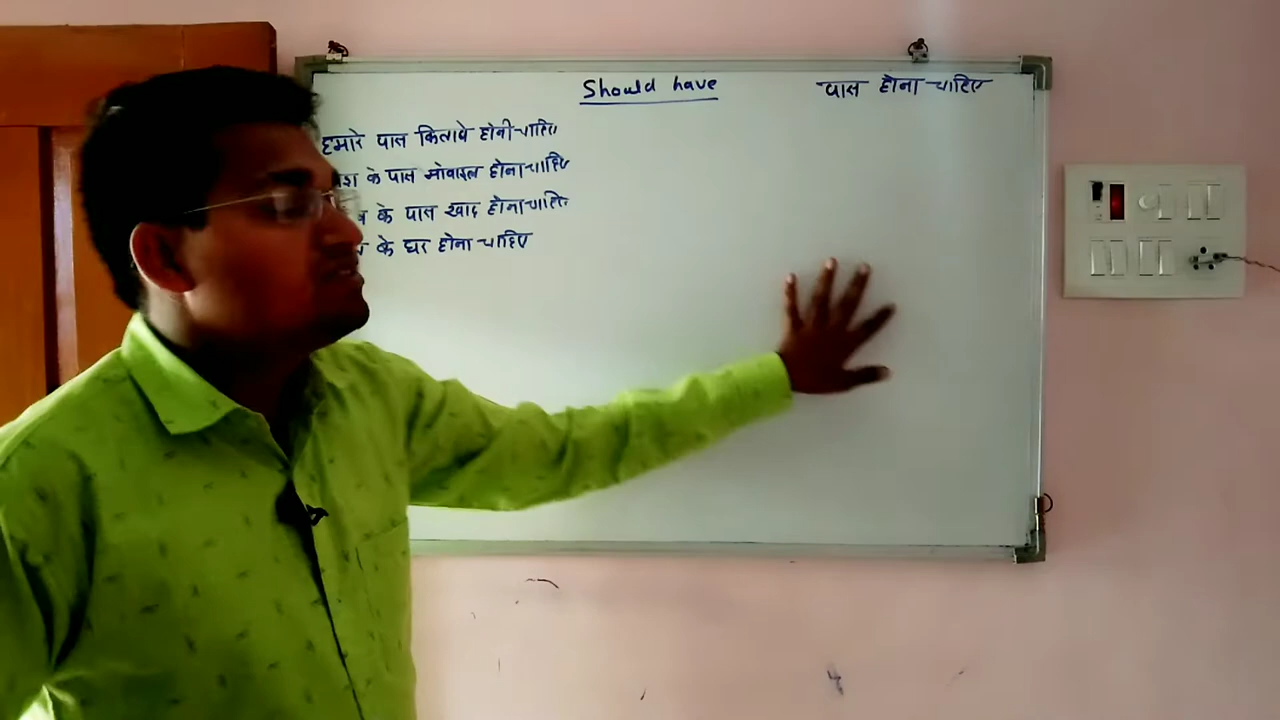 Should have
पास होना चाहिए
हमारे पास किताबे होनी चाहिए
के पास मोबाइल होना चाहिए
के पास खाद होना चाहिए
के घर होना चाहिए